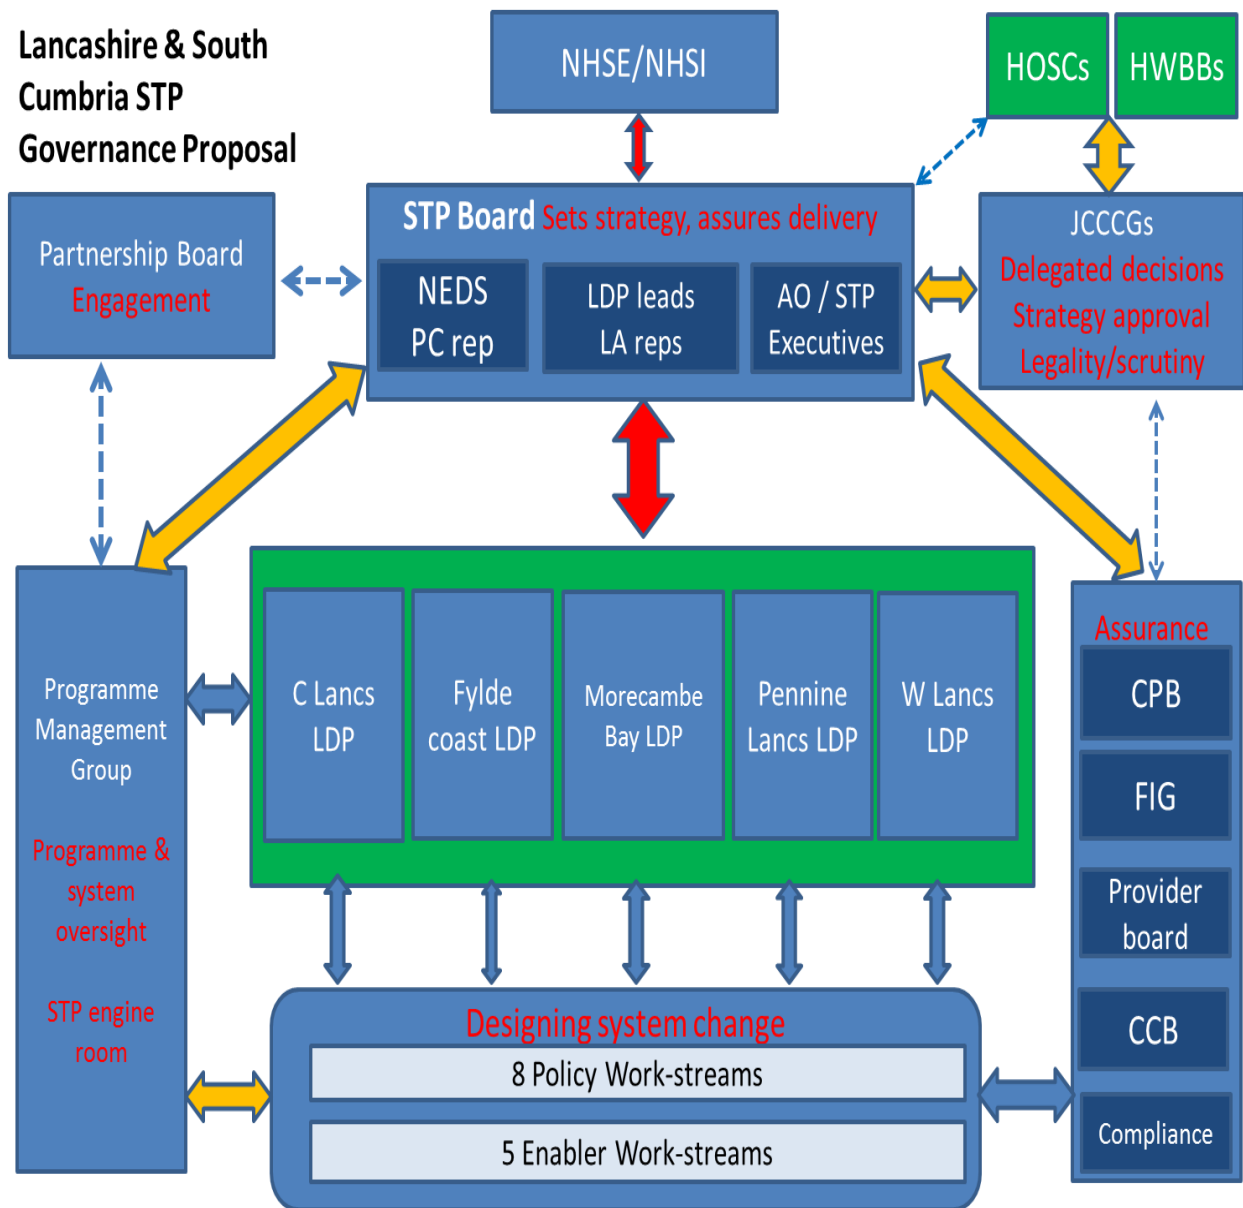 Lancashire & South
Cumbria STP
Governance Proposal
NHSE/NHSI
HOSCs
HWBBs
Partnership Board
Engagement
STP Board Sets strategy, assures delivery
NEDS
PC rep
LDP leads
LA reps
AO / STP
Executives
JCCCGs
Delegated decisions
Strategy approval
Legality/scrutiny
Programme
Management
Group
Programme &
system
oversight
STP engine
room
C Lancs
LDP
Fylde
coast LDP
Morecambe
Bay LDP
Pennine
Lancs LDP
W Lancs
LDP
Assurance
CPB
FIG
Provider
board
CCB
Compliance
Designing system change
8 Policy Work-streams
5 Enabler Work-streams